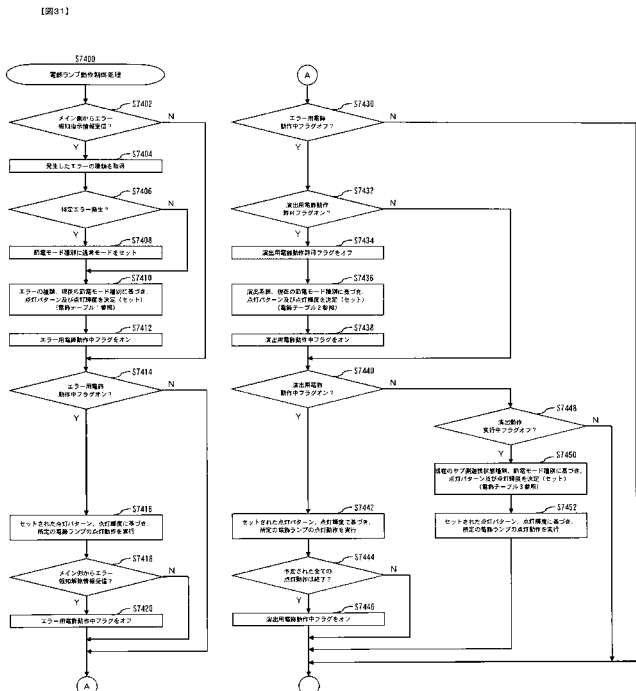 【図31】
S7400
電飾ランプ動作制御処理
S7402
メイン側からエラー
報知指示情報受信?
Y
N
S7404
発生したエラーの種類を取得
S7406
特定エラー発生?
Y
N
S7408
節電モード種別に通常モードをセット
S7410
エラーの種類、現在の節電モード種別に基づき、
点灯パターン及び点灯輝度を決定(セット)
(電飾テーブル1参照)
S7412
エラー用電飾動作中フラグをオン
S7414
エラー用電飾
動作中フラグオン?
Y
N
S7416
セットされた点灯パターン、点灯輝度に基づき、
所定の電飾ランプの点灯動作を実行
S7418
メイン側からエラー
報知解除情報受信?
Y
N
S7420
エラー用電飾動作中フラグをオフ
A
A
S7430
エラー用電飾
動作中フラグオフ?
Y
N
S7432
演出用電飾動作
許可フラグオン?
Y
N
S7434
演出用電飾動作許可フラグをオフ
S7436
演出系統、現在の節電モード種別に基づき、
点灯パターン及び点灯輝度を決定(セット)
(電飾テーブル2参照)
S7438
演出用電飾動作中フラグをオン
S7440
演出用電飾
動作中フラグオン?
Y
N
S7442
セットされた点灯パターン、点灯輝度に基づき、
所定の電飾ランプの点灯動作を実行
S7444
予定された全ての
点灯動作は終了?
Y
N
S7446
演出用電飾動作中フラグをオン
S7448
演出動作
実行中フラグオフ?
Y
N
S7450
現在のサブ側遊技状態種別、節電モード種別に基づき、
点灯パターン及び点灯輝度を決定(セット)
(電飾テーブル3参照)
S7452
セットされた点灯パターン、点灯輝度に基づき、
所定の電飾ランプの点灯動作を実行